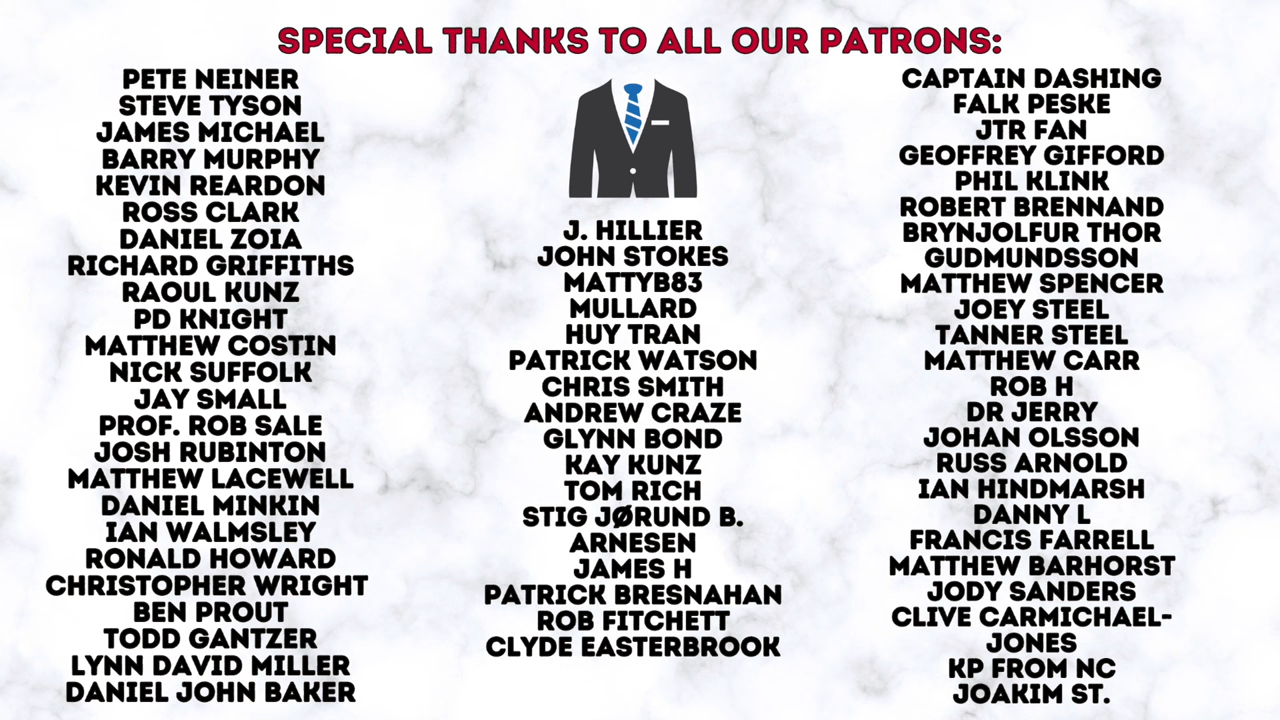 SPECIAL THANKS TO ALL OUR PATRONS:
PETE NEINER
STEVE TYSON
JAMES MICHAEL
BARRY MURPHY
KEVIN REARDON
ROSS CLARK
DANIEL ZOIA
RICHARD GRIFFITHS
RAOUL KUNZ
PD KNIGHT
MATTHEW COSTIN
NICK SUFFOLK
JAY SMALL
PROF. ROB SALE
JOSH RUBINTON
MATTHEW LACEWELL
DANIEL MINKIN
IAN WALMSLEY
RONALD HOWARD
CHRISTOPHER WRIGHT
BEN PROUT
TODD GANTZER
LYNN DAVID MILLER
DANIEL JOHN BAKER
J. HILLIER
JOHN STOKES
MATTYB83
MULLARD
HUY TRAN
PATRICK WATSON
CHRIS SMITH
ANDREW CRAZE
GLYNN BOND
KAY KUNZ
TOM RICH
STIG JØRUND B.
ARNESEN
JAMES H
PATRICK BRESNAHAN
ROB FITCHETT
CLYDE EASTERBROOK
CAPTAIN DASHING
FALK PESKE
JTR FAN
GEOFFREY GIFFORD
PHIL KLINK
ROBERT BRENNAND
BRYNJOLFUR THOR
GUDMUNDSSON
MATTHEW SPENCER
JOEY STEEL
TANNER STEEL
MATTHEW CARR
ROB H
DR JERRY
JOHAN OLSSON
RUSS ARNOLD
IAN HINDMARSH
DANNY L
FRANCIS FARRELL
MATTHEW BARHORST
JODY SANDERS
CLIVE CARMICHAEL-
JONES
KP FROM NC
JOAKIM ST.